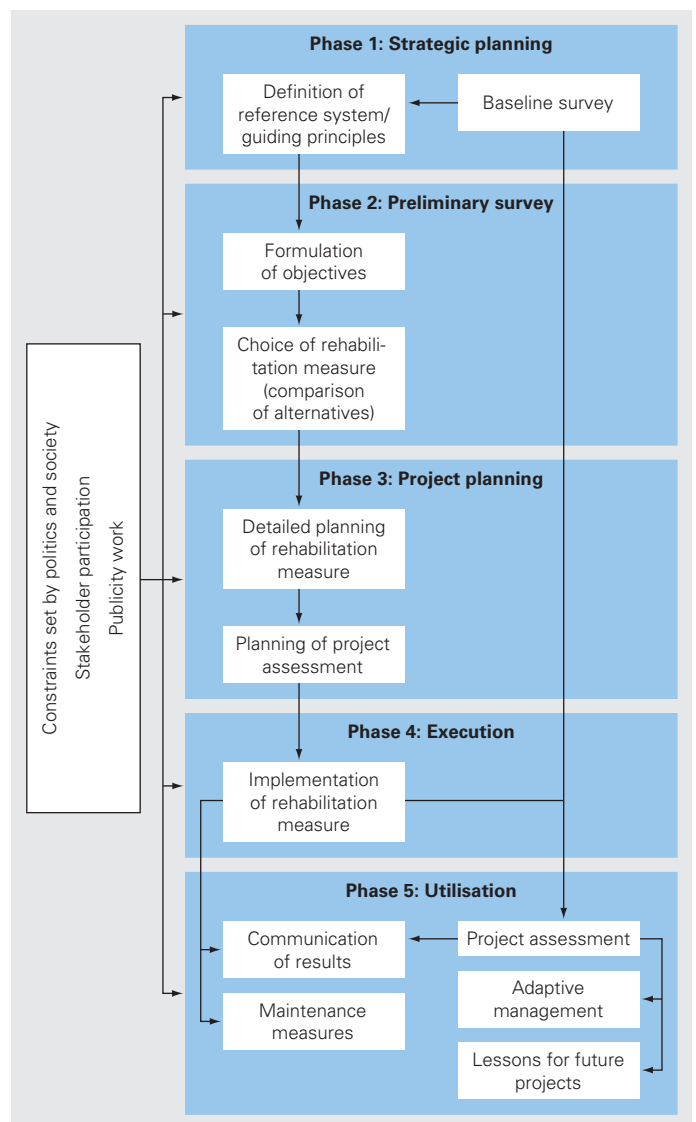 Phase 1: Strategic planning
Definition of
reference system/
guiding principles
Baseline survey
Phase 2: Preliminary survey
Formulation
of objectives
Choice of rehabili-
tation measure
(comparison
of alternatives)
Constraints set by politics and society
Stakeholder participation
Publicity work
Phase 3: Project planning
Detailed planning
of rehabilitation
measure
Planning of project
assessment
Phase 4: Execution
Implementation
of rehabilitation
measure
Phase 5: Utilisation
Communication
of results
Project assessment
Maintenance
measures
Adaptive
management
Lessons for future
projects